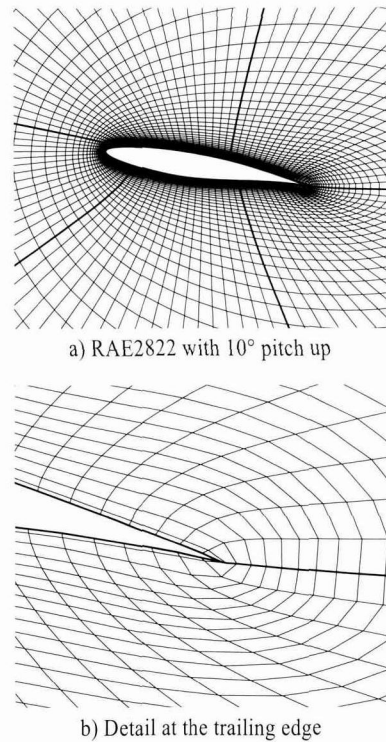 a) RAE2822 with 10° pitch up
b) Detail at the trailing edge